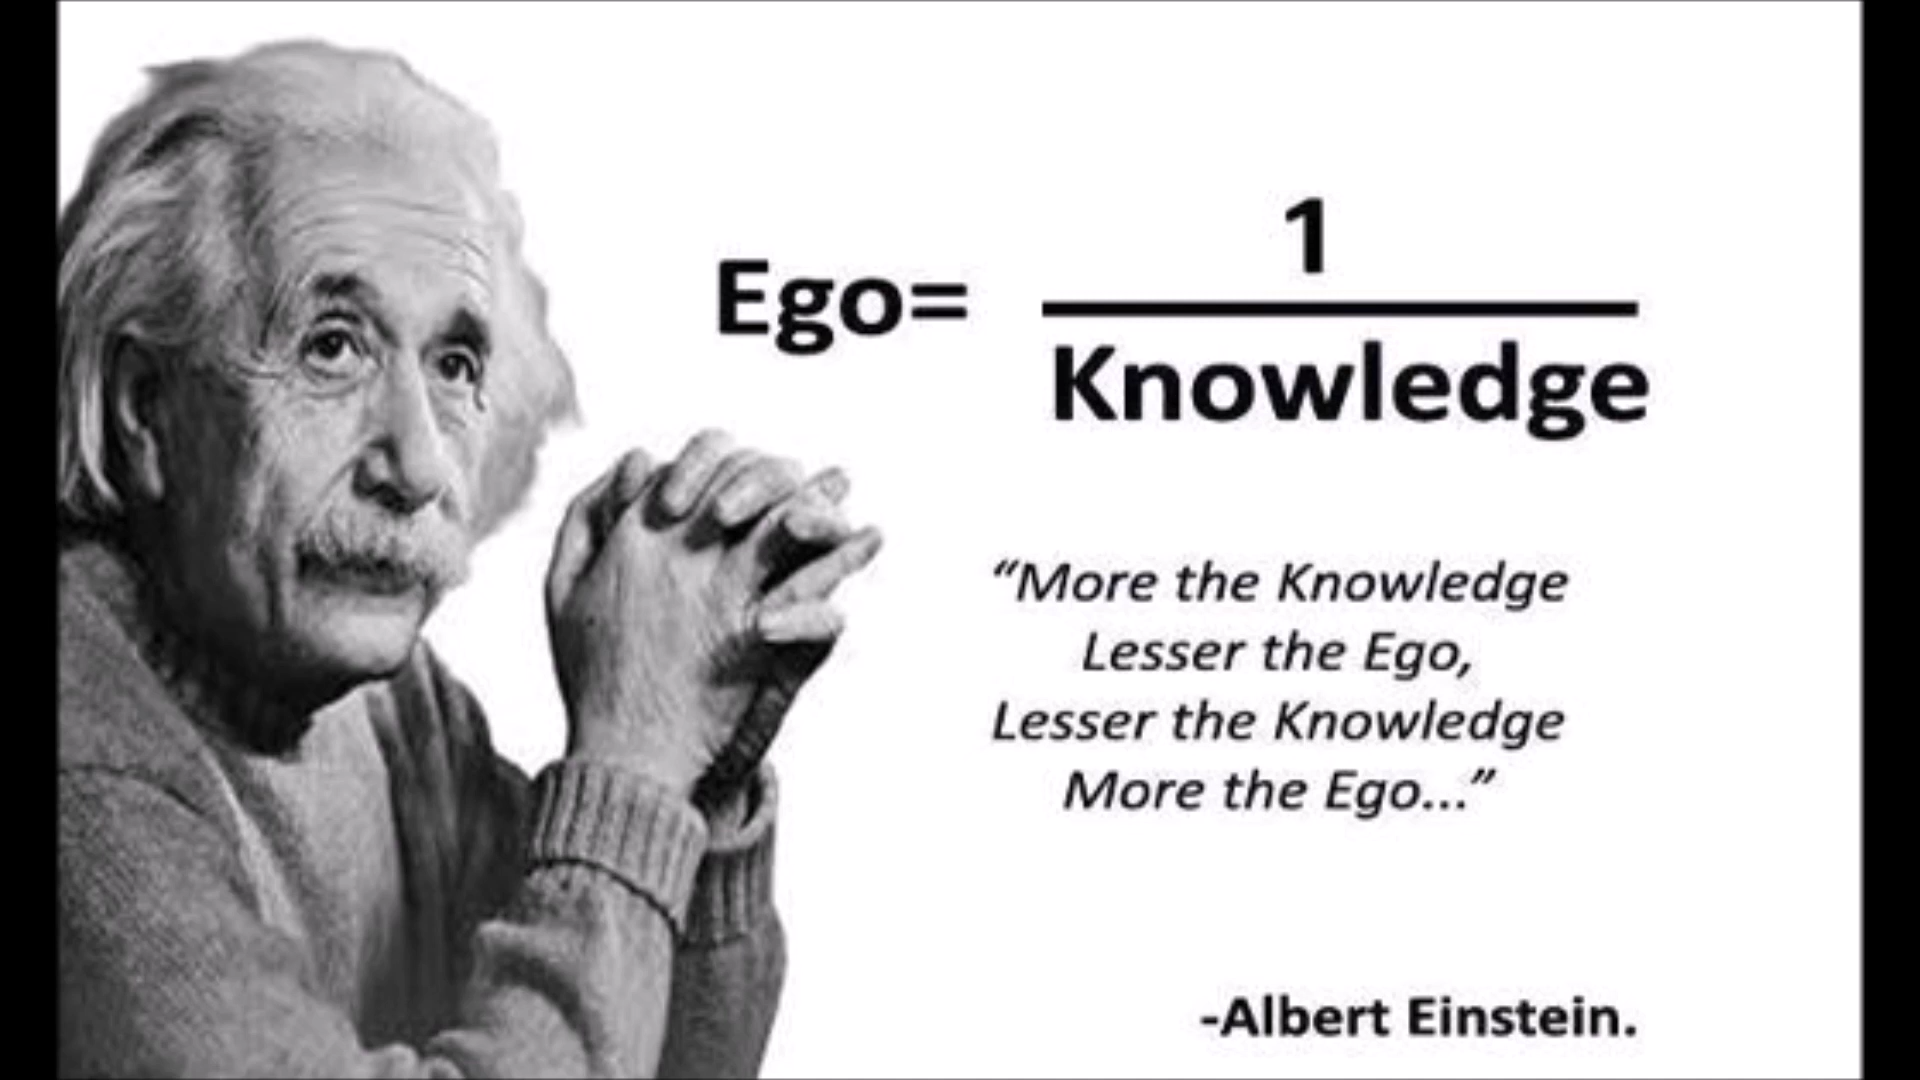 Ego=
1
Knowledge
“More the Knowledge
Lesser the Ego,
Lesser the Knowledge
More the Ego...”
-Albert Einstein.